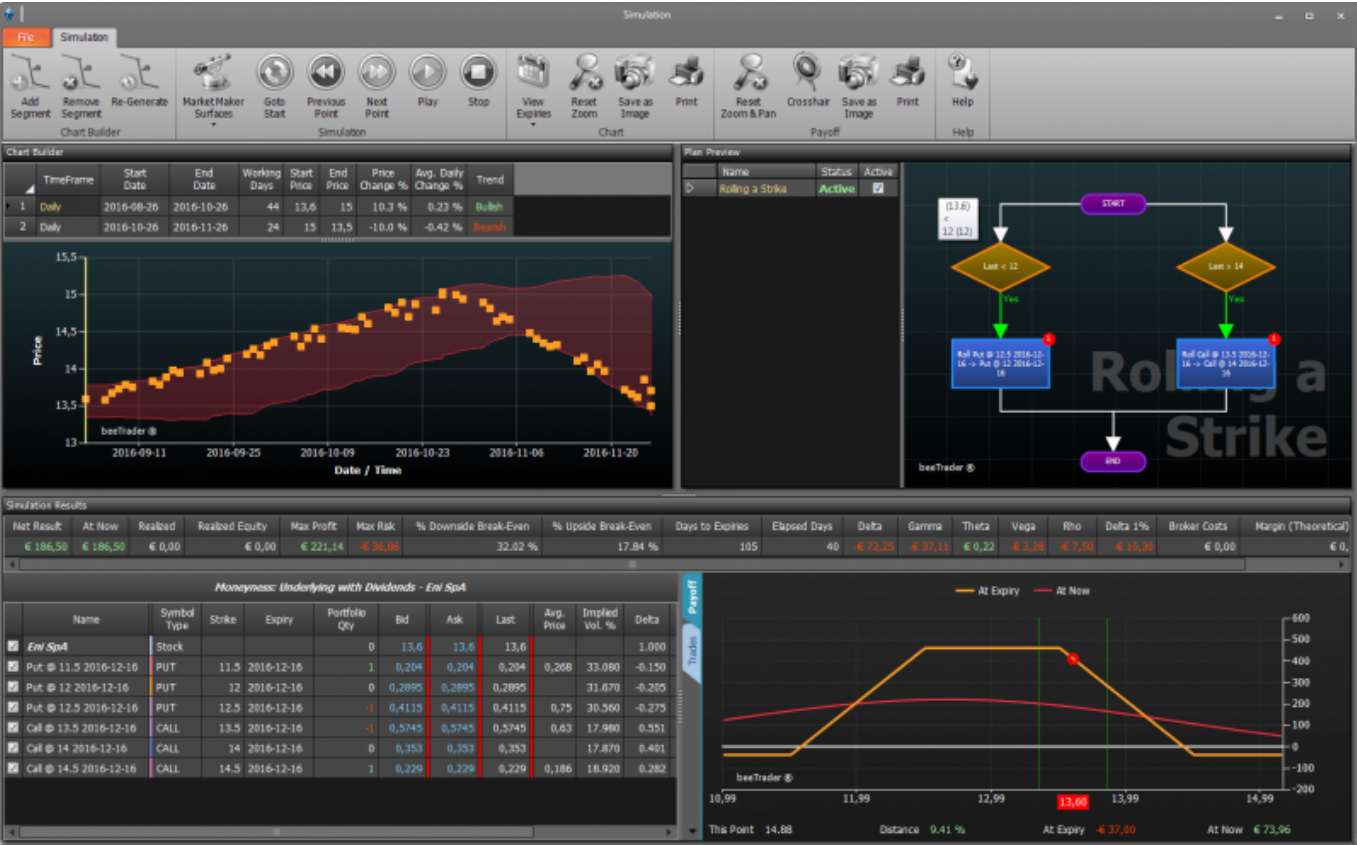 Simulation
File Simulation
Add Segment Remove Segment Re-Generate Market Maker Surfaces Goto Start Previous Point Next Point Play Stop View Expiries Reset Zoom Save as Image Print Reset Zoom & Pan Crosshair Save as Image Print Help
Chart Builder Simulation Chart Payoff Help
Chart Builder
TimeFrame Start Date End Date Working Days Start Price End Price Price Change % Avg. Daily Change % Trend
1 Daily 2016-08-26 2016-10-26 44 13,6 15 10.3 % 0.23 % Bullish
2 Daily 2016-10-26 2016-11-26 24 15 13,5 -10.0 % -0.42 % Bearish
15,5
15
14,5
14
13,5
13
Price
beeTrader ®
2016-09-11 2016-09-25 2016-10-09 2016-10-23 2016-11-06 2016-11-20
Date / Time
Plan Preview
Name Status Active
Rolling a Strike Active
START
(13.6)
<
12 (12)
Last < 12 Last > 14
Yes Yes
1 1
Roll Put @ 12.5 2016-12-
16 -> Put @ 12 2016-12-
16
Roll Call @ 13.5 2016-12-
16 -> Call @ 14 2016-12-
16
Rolling a
Strike
END
beeTrader ®
Simulation Results
Net Result At Now Realized Realized Equity Max Profit Max Risk % Downside Break-Even % Upside Break-Even Days to Expiries Elapsed Days Delta Gamma Theta Vega Rho Delta 1% Broker Costs Margin (Theoretical)
€ 186,50 € 186,50 € 0,00 € 0,00 € 221,14 -€ 36,86 32.02 % 17.84 % 105 40 -€ 72,25 -€ 37,11 € 0,22 -€ 3,28 -€ 7,50 -€ 10,30 € 0,00 € 0,
Moneyness: Underlying with Dividends - Eni SpA
Name Symbol Type Strike Expiry Portfolio Qty Bid Ask Last Avg. Price Implied Vol. % Delta
Eni SpA Stock 0 13,6 13,6 13,6 1.000
Put @ 11.5 2016-12-16 PUT 11.5 2016-12-16 1 0,204 0,204 0,204 0,268 33.080 -0.150
Put @ 12 2016-12-16 PUT 12 2016-12-16 0 0,2895 0,2895 0,2895 31.670 -0.205
Put @ 12.5 2016-12-16 PUT 12.5 2016-12-16 -1 0,4115 0,4115 0,4115 0,75 30.560 -0.275
Call @ 13.5 2016-12-16 CALL 13.5 2016-12-16 -1 0,5745 0,5745 0,5745 0,63 17.980 0.551
Call @ 14 2016-12-16 CALL 14 2016-12-16 0 0,353 0,353 0,353 17.870 0.401
Call @ 14.5 2016-12-16 CALL 14.5 2016-12-16 1 0,229 0,229 0,229 0,186 18.920 0.282
Payoff
Trades
At Expiry At Now
600
500
400
300
200
100
0
-100
-200
beeTrader ®
10,99 11,99 12,99 13,60 13,99 14,99
This Point 14.88 Distance 9.41 % At Expiry -€ 37,00 At Now € 73,96